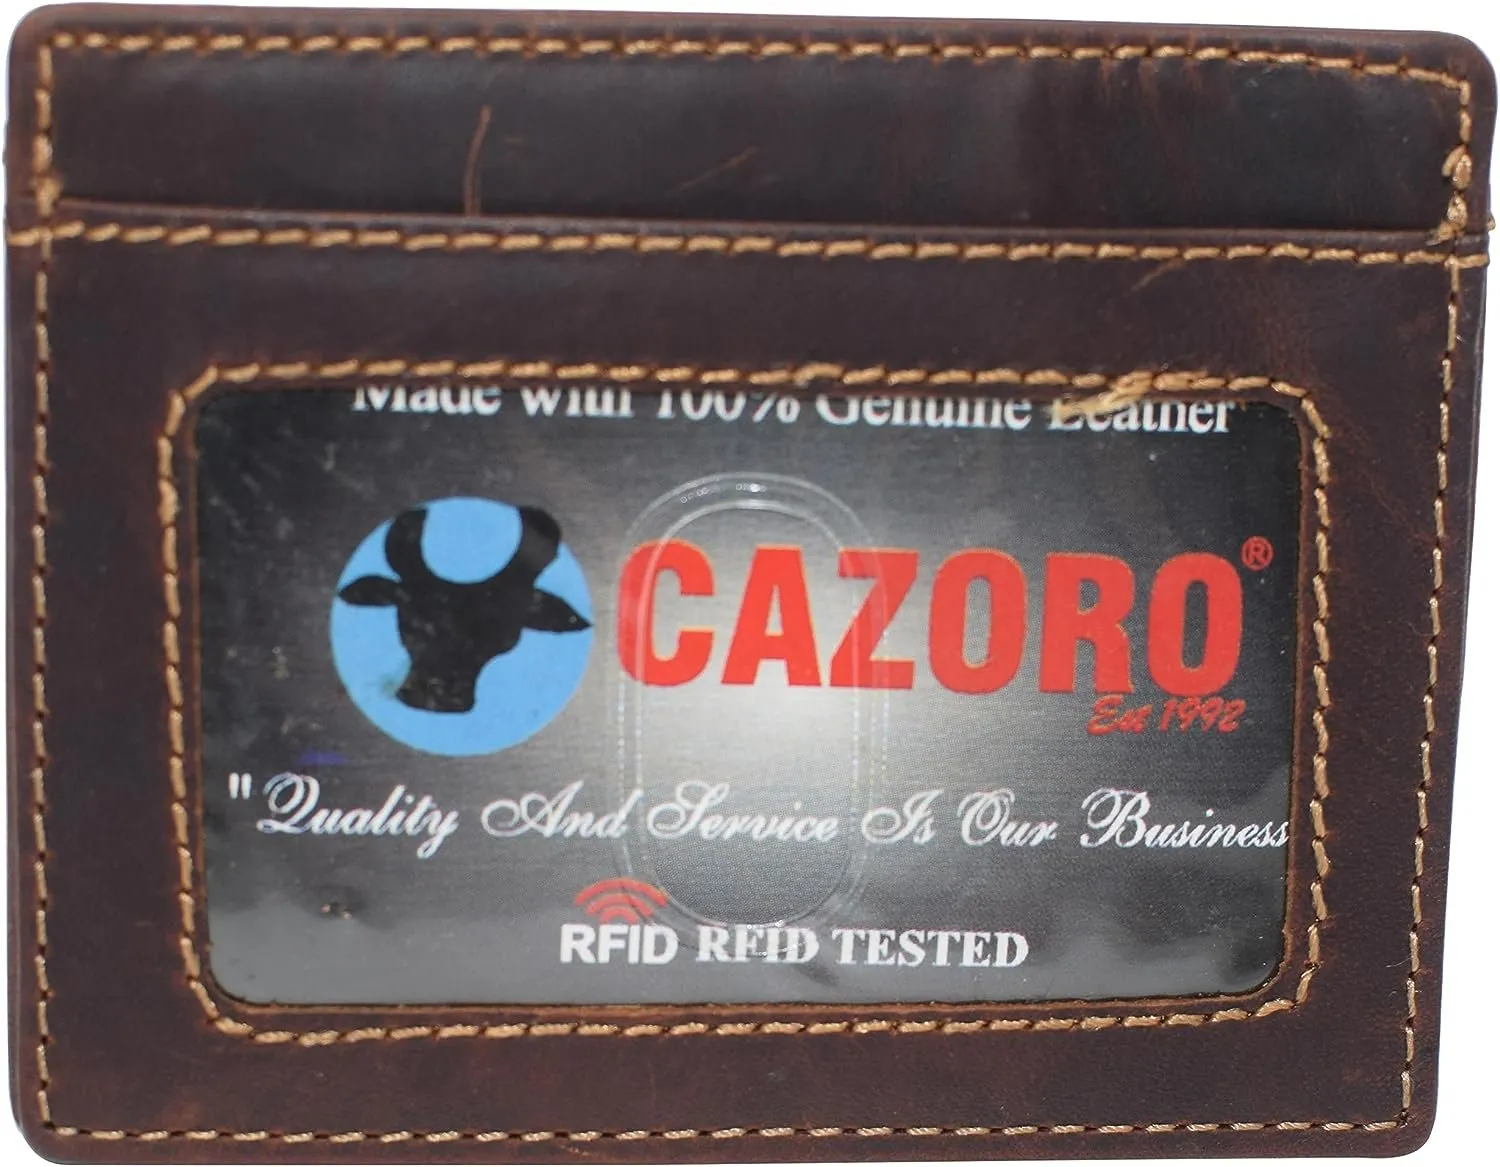 Made with 100% Genuine Leather
CAZORO®
Est 1992
"Quality And Service Is Our Business
RFID RFID TESTED